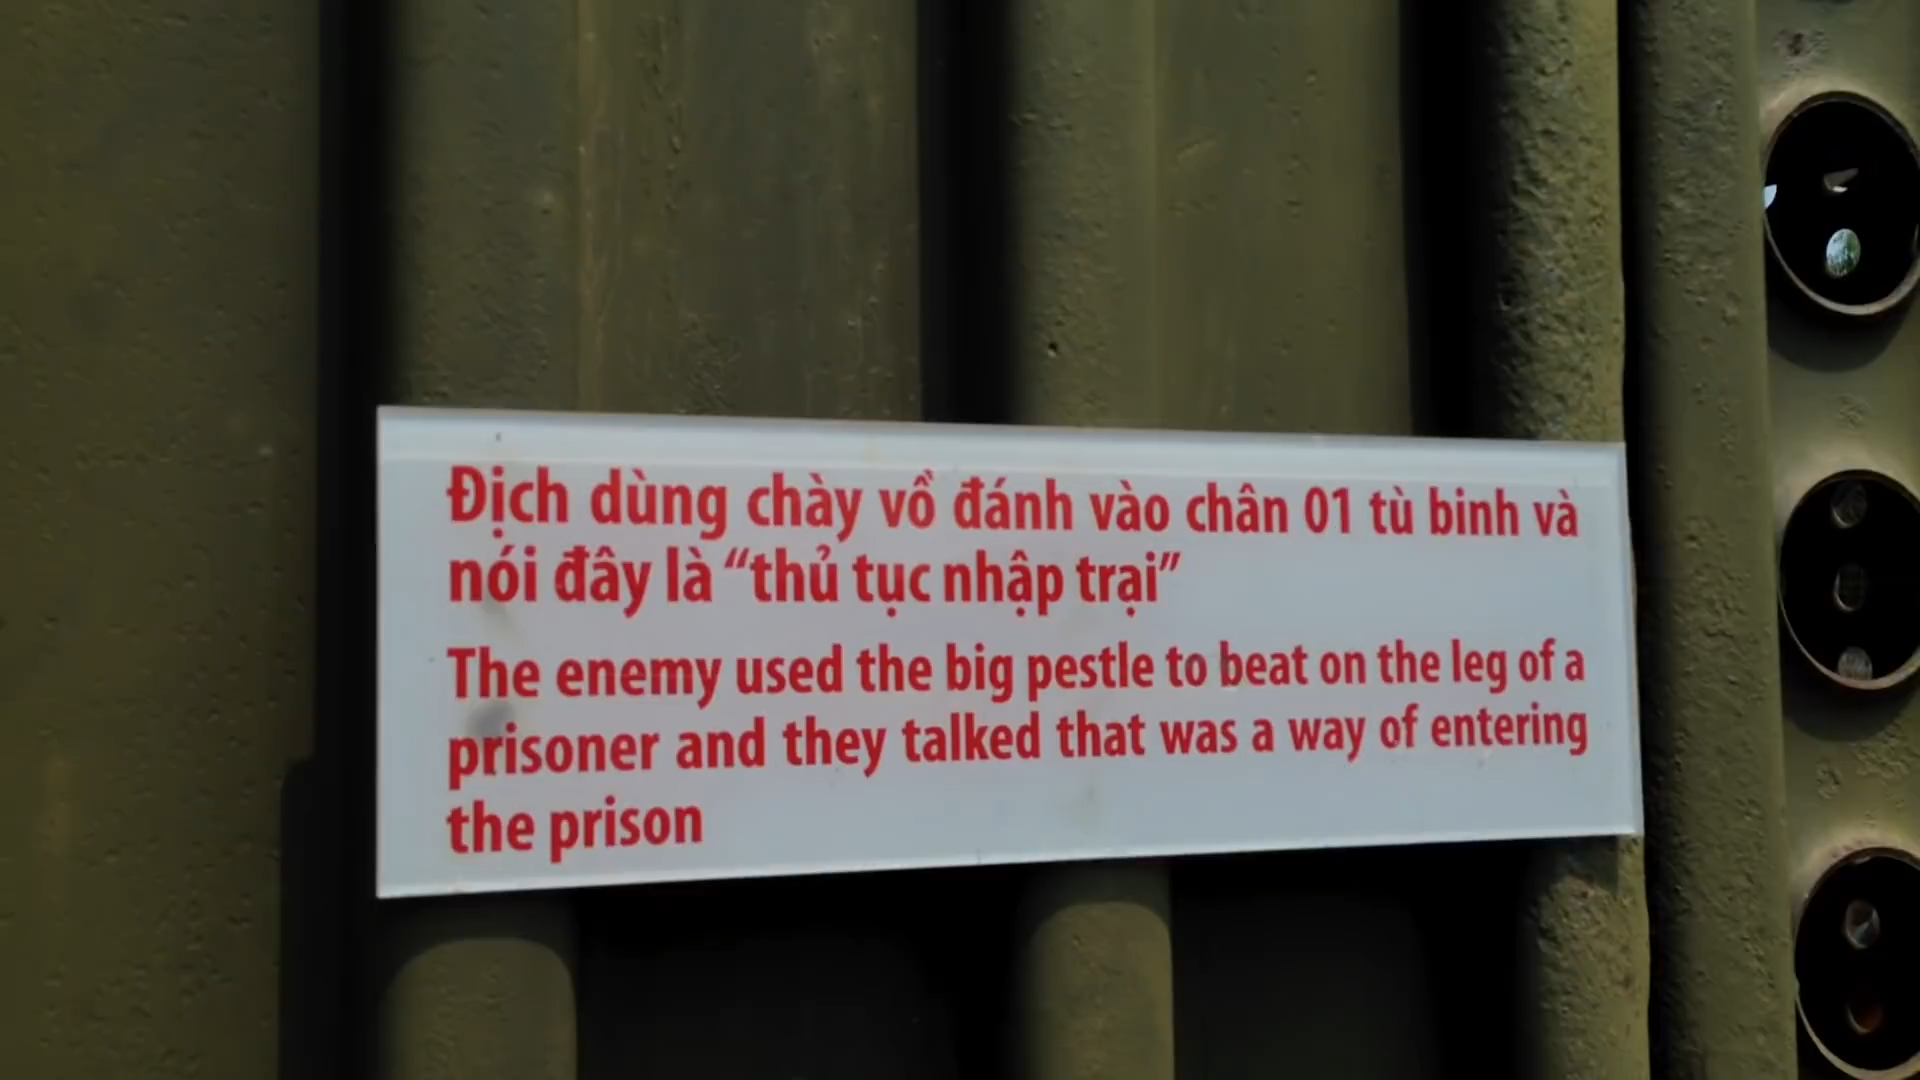 Địch dùng chày vồ đánh vào chân 01 tù binh và
nói đây là “thủ tục nhập trại”
The enemy used the big pestle to beat on the leg of a
prisoner and they talked that was a way of entering
the prison